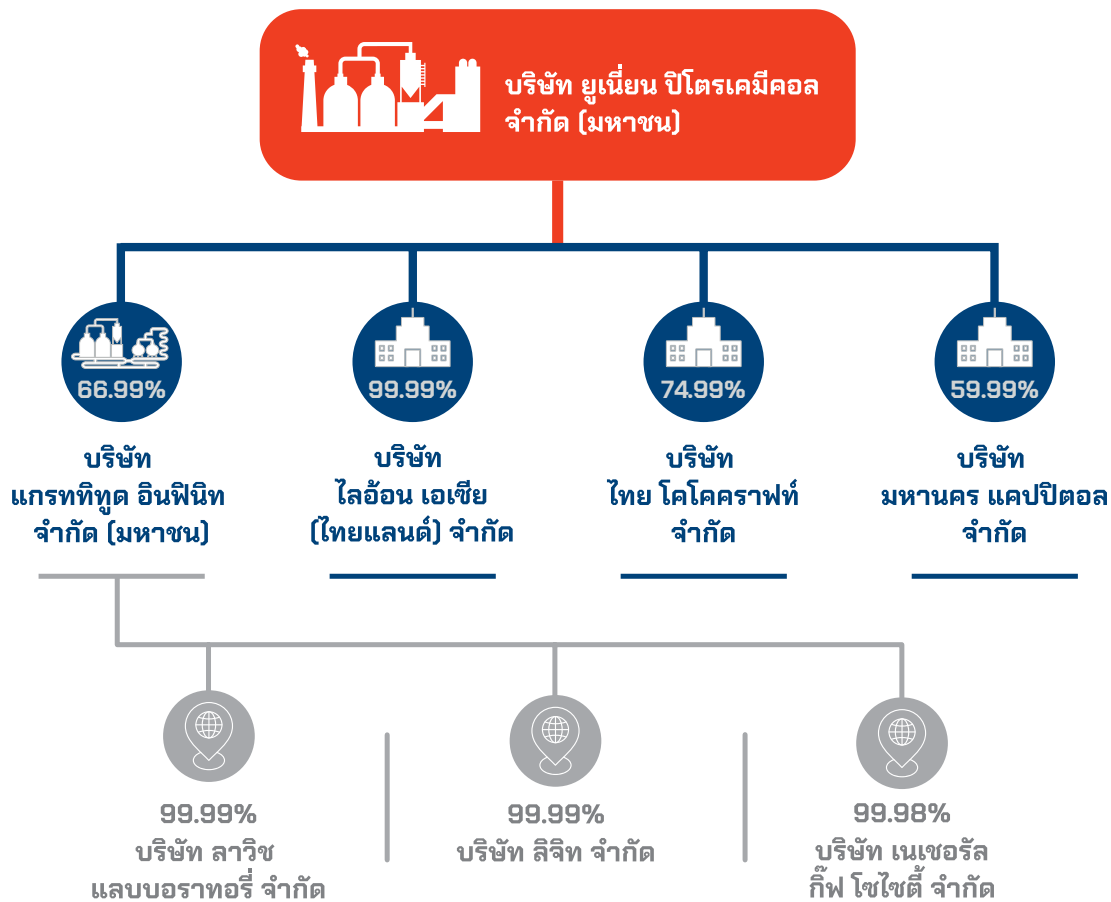 บริษัท ยูเนี่ยน ปิโตรเคมีคอล
จำกัด (มหาชน)
66.99%
99.99%
74.99%
59.99%
บริษัท
แกรททิทูด อินฟินิท
จำกัด (มหาชน)
บริษัท
ไลอ้อน เอเซีย
(ไทยแลนด์) จำกัด
บริษัท
ไทย โคโคคราฟท์
จำกัด
บริษัท
มหานคร แคปปิตอล
จำกัด
99.99%
บริษัท ลาวิช
แลบบอราทอรี่ จำกัด
99.99%
บริษัท ลิจิท จำกัด
99.98%
บริษัท เนเชอรัล
กิ๊ฟ โซไซตี้ จำกัด